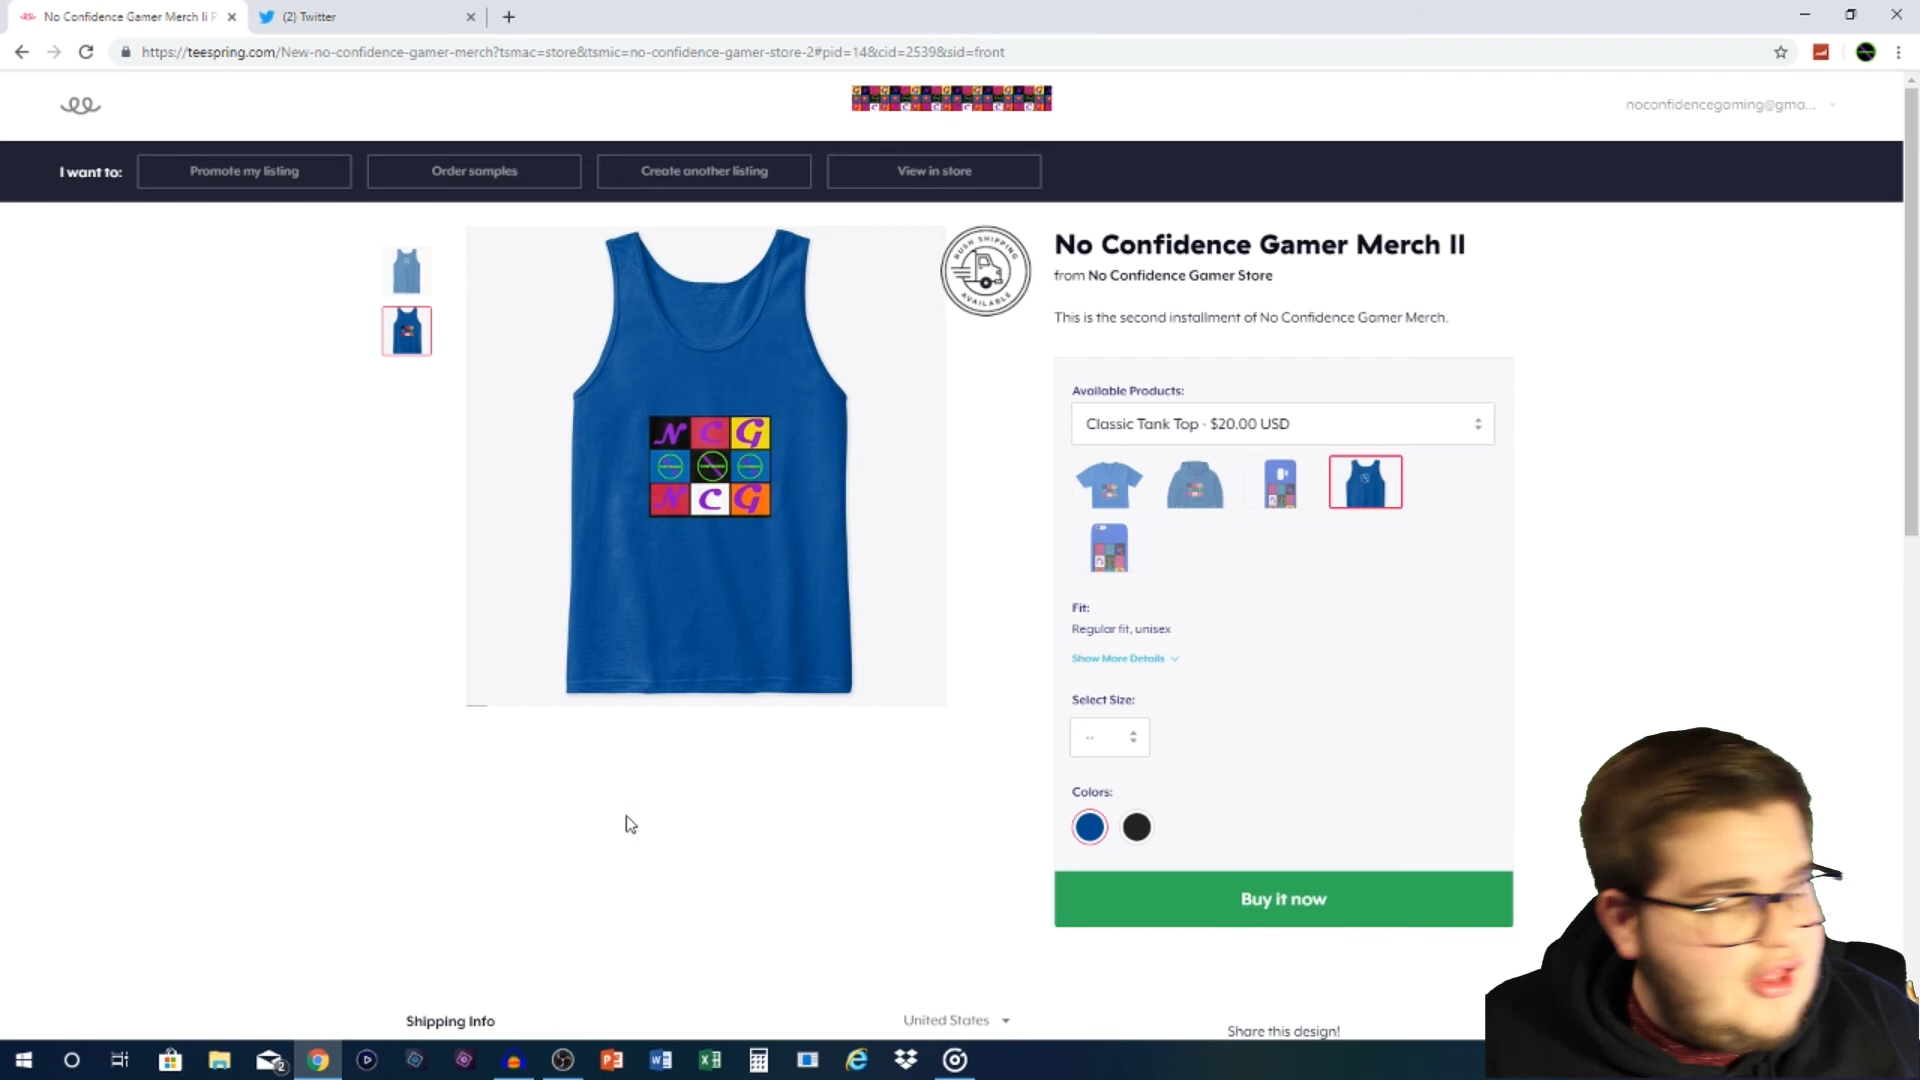 No Confidence Gamer Merch Ii P
(2) Twitter
https://teespring.com/New-no-confidence-gamer-merch?tsmac=store&tsmic=no-confidence-gamer-store-2#pid=14&cid=2539&sid=front
noconfidencegaming@gma...
I want to:
Promote my listing
Order samples
Create another listing
View in store
RUSH SHIPPING
AVAILABLE
No Confidence Gamer Merch II
from No Confidence Gamer Store
This is the second installment of No Confidence Gamer Merch.
Available Products:
Classic Tank Top - $20.00 USD
N C G
N C G
Fit:
Regular fit, unisex
Show More Details
Select Size:
--
Colors:
Buy it now
Shipping Info
United States
Share this design!
2